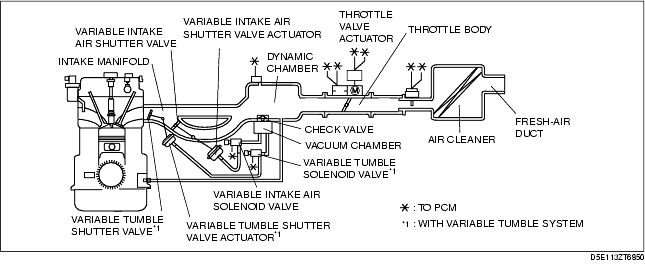 VARIABLE INTAKE
AIR SHUTTER VALVE
VARIABLE INTAKE AIR
SHUTTER VALVE ACTUATOR
THROTTLE
VALVE
ACTUATOR
THROTTLE BODY
INTAKE MANIFOLD
DYNAMIC
CHAMBER
M
FRESH-AIR
DUCT
AIR CLEANER
CHECK VALVE
VACUUM CHAMBER
VARIABLE TUMBLE
SOLENOID VALVE*1
VARIABLE INTAKE AIR
SOLENOID VALVE
VARIABLE TUMBLE
SHUTTER VALVE*1
VARIABLE TUMBLE SHUTTER
VALVE ACTUATOR*1
: TO PCM
*1 : WITH VARIABLE TUMBLE SYSTEM
D5E113ZT6850